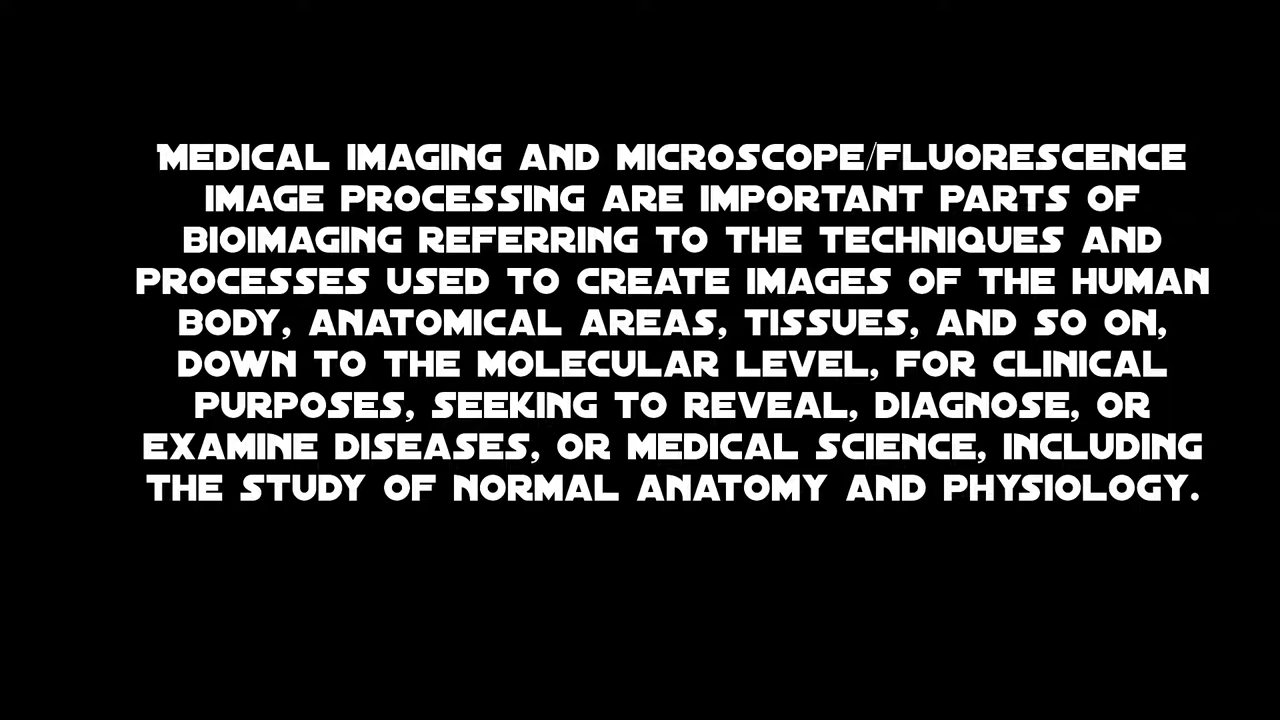 Medical imaging and microscope/fluorescence
image processing are important parts of
bioimaging referring to the techniques and
processes used to create images of the human
body, anatomical areas, tissues, and so on,
down to the molecular level, for clinical
purposes, seeking to reveal, diagnose, or
examine diseases, or medical science, including
the study of normal anatomy and physiology.